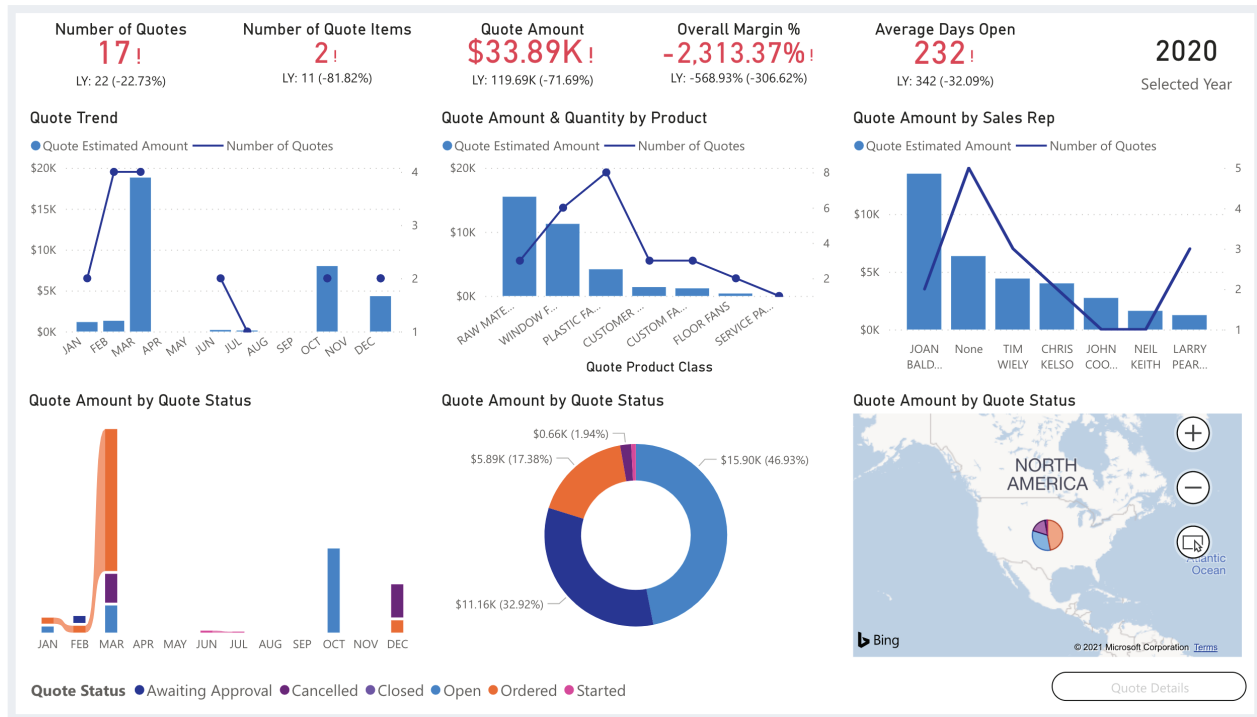 Number of Quotes
17 !
LY: 22 (-22.73%)
Number of Quote Items
2 !
LY: 11 (-81.82%)
Quote Amount
$33.89K !
LY: 119.69K (-71.69%)
Overall Margin %
-2,313.37% !
LY: -568.93% (-306.62%)
Average Days Open
232 !
LY: 342 (-32.09%)
2020
Selected Year
Quote Trend
Quote Estimated Amount Number of Quotes
$20K
$15K
$10K
$5K
$0K
4
3
2
1
JAN FEB MAR APR MAY JUN JUL AUG SEP OCT NOV DEC
Quote Amount & Quantity by Product
Quote Estimated Amount Number of Quotes
$20K
$10K
$0K
8
6
4
2
RAW MATE... WINDOW F... PLASTIC FA... CUSTOMER ... CUSTOM FA... FLOOR FANS SERVICE PA...
Quote Product Class
Quote Amount by Sales Rep
Quote Estimated Amount Number of Quotes
$10K
$5K
$0K
5
4
3
2
1
JOAN BALD...
None
TIM WIELY
CHRIS KELSO
JOHN COO...
NEIL KEITH
LARRY PEAR...
Quote Amount by Quote Status
JAN FEB MAR APR MAY JUN JUL AUG SEP OCT NOV DEC
Quote Amount by Quote Status
$0.66K (1.94%)
$5.89K (17.38%)
$15.90K (46.93%)
$11.16K (32.92%)
Quote Amount by Quote Status
NORTH
AMERICA
Atlantic
Ocean
Bing
© 2021 Microsoft Corporation Terms
Quote Status Awaiting Approval Cancelled Closed Open Ordered Started
Quote Details